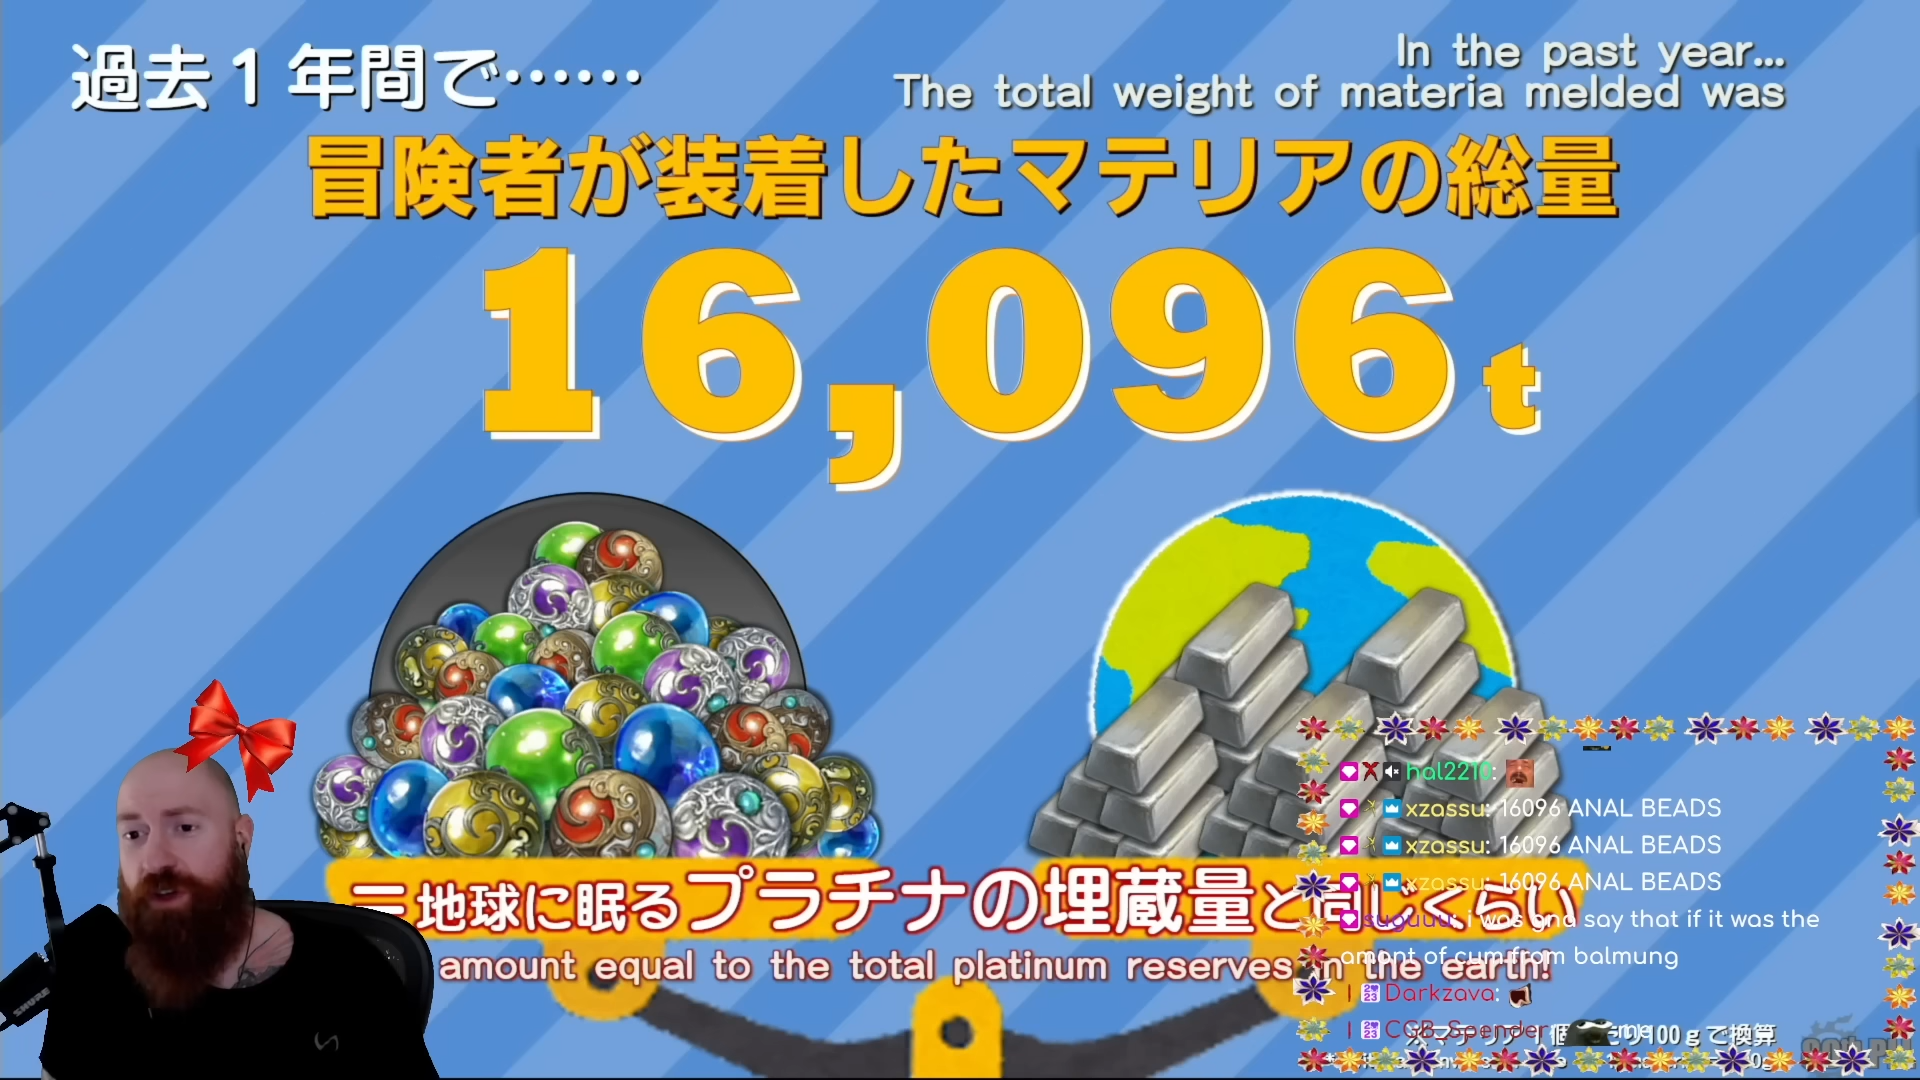 過去1年間で……
In the past year...
The total weight of materia melded was
冒険者が装着したマテリアの総量
16,096t
hal2210:
xzassu: 16096 ANAL BEADS
xzassu: 16096 ANAL BEADS
xzassu: 16096 ANAL BEADS
suguuu: i was gna say that if it was the
amont of cum from balmung
=地球に眠るプラチナの埋蔵量と同じくらい
amount equal to the total platinum reserves in the earth!
Darkzava:
CGB_Spender
100gで換算
SHURE